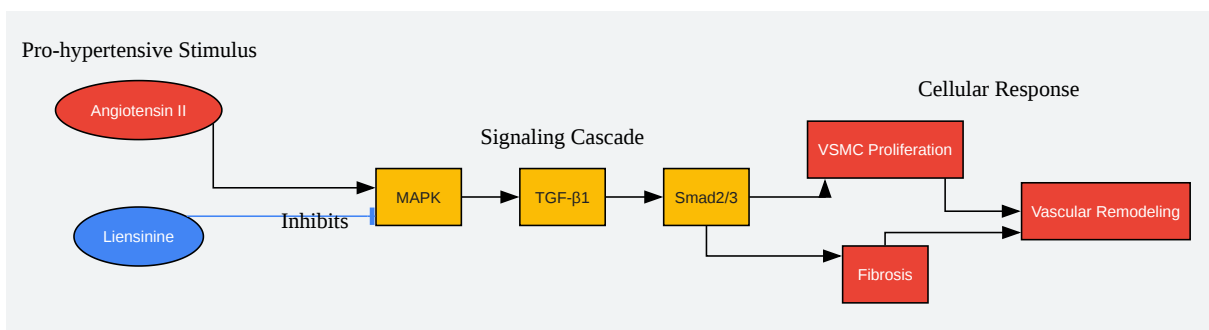 Pro-hypertensive Stimulus
Angiotensin II
Liensinine
Inhibits
Signaling Cascade
MAPK
TGF-β1
Smad2/3
Cellular Response
VSMC Proliferation
Fibrosis
Vascular Remodeling